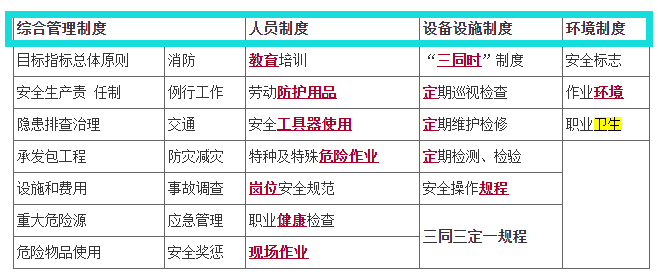 综合管理制度 人员制度 设备设施制度 环境制度
目标指标总体原则 消防 教育培训 “三同时”制度 安全标志
安全生产责 任制 例行工作 劳动防护用品 定期巡视检查 作业环境
隐患排查治理 交通 安全工具器使用 定期维护检修 职业卫生
承发包工程 防灾减灾 特种及特殊危险作业 定期检测、检验
设施和费用 事故调查 岗位安全规范 安全操作规程
重大危险源 应急管理 职业健康检查
三同三定一规程
危险物品使用 安全奖惩 现场作业